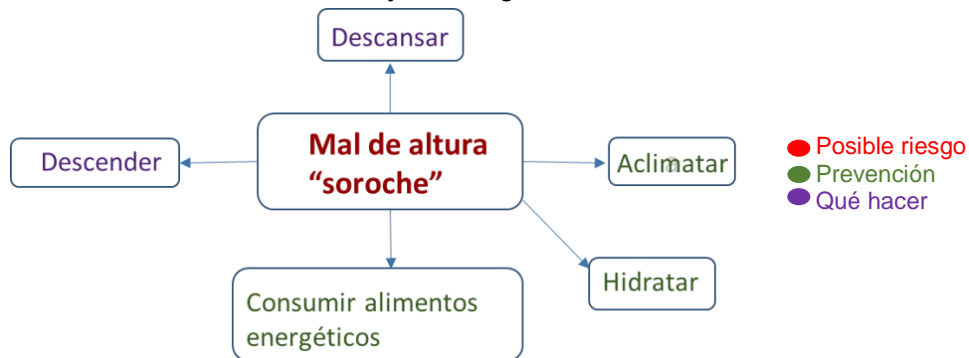 Descansar
Mal de altura
“soroche”
Descender
Aclimatar
Posible riesgo
Prevención
Qué hacer
Hidratar
Consumir alimentos
energéticos